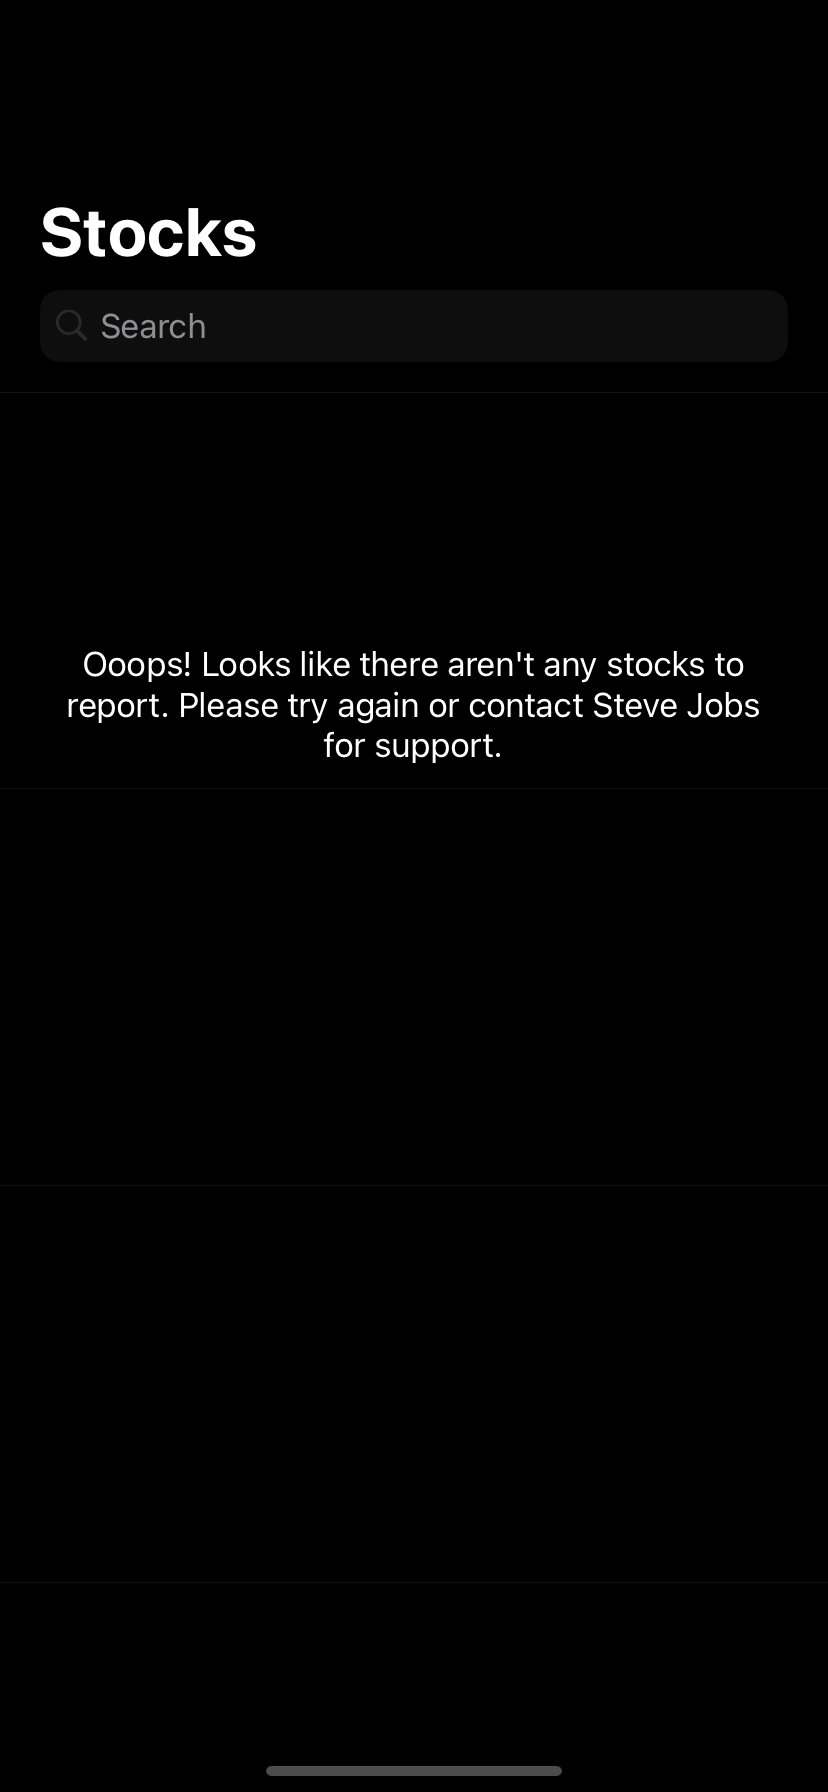 Stocks
Search
Ooops! Looks like there aren't any stocks to
report. Please try again or contact Steve Jobs
for support.